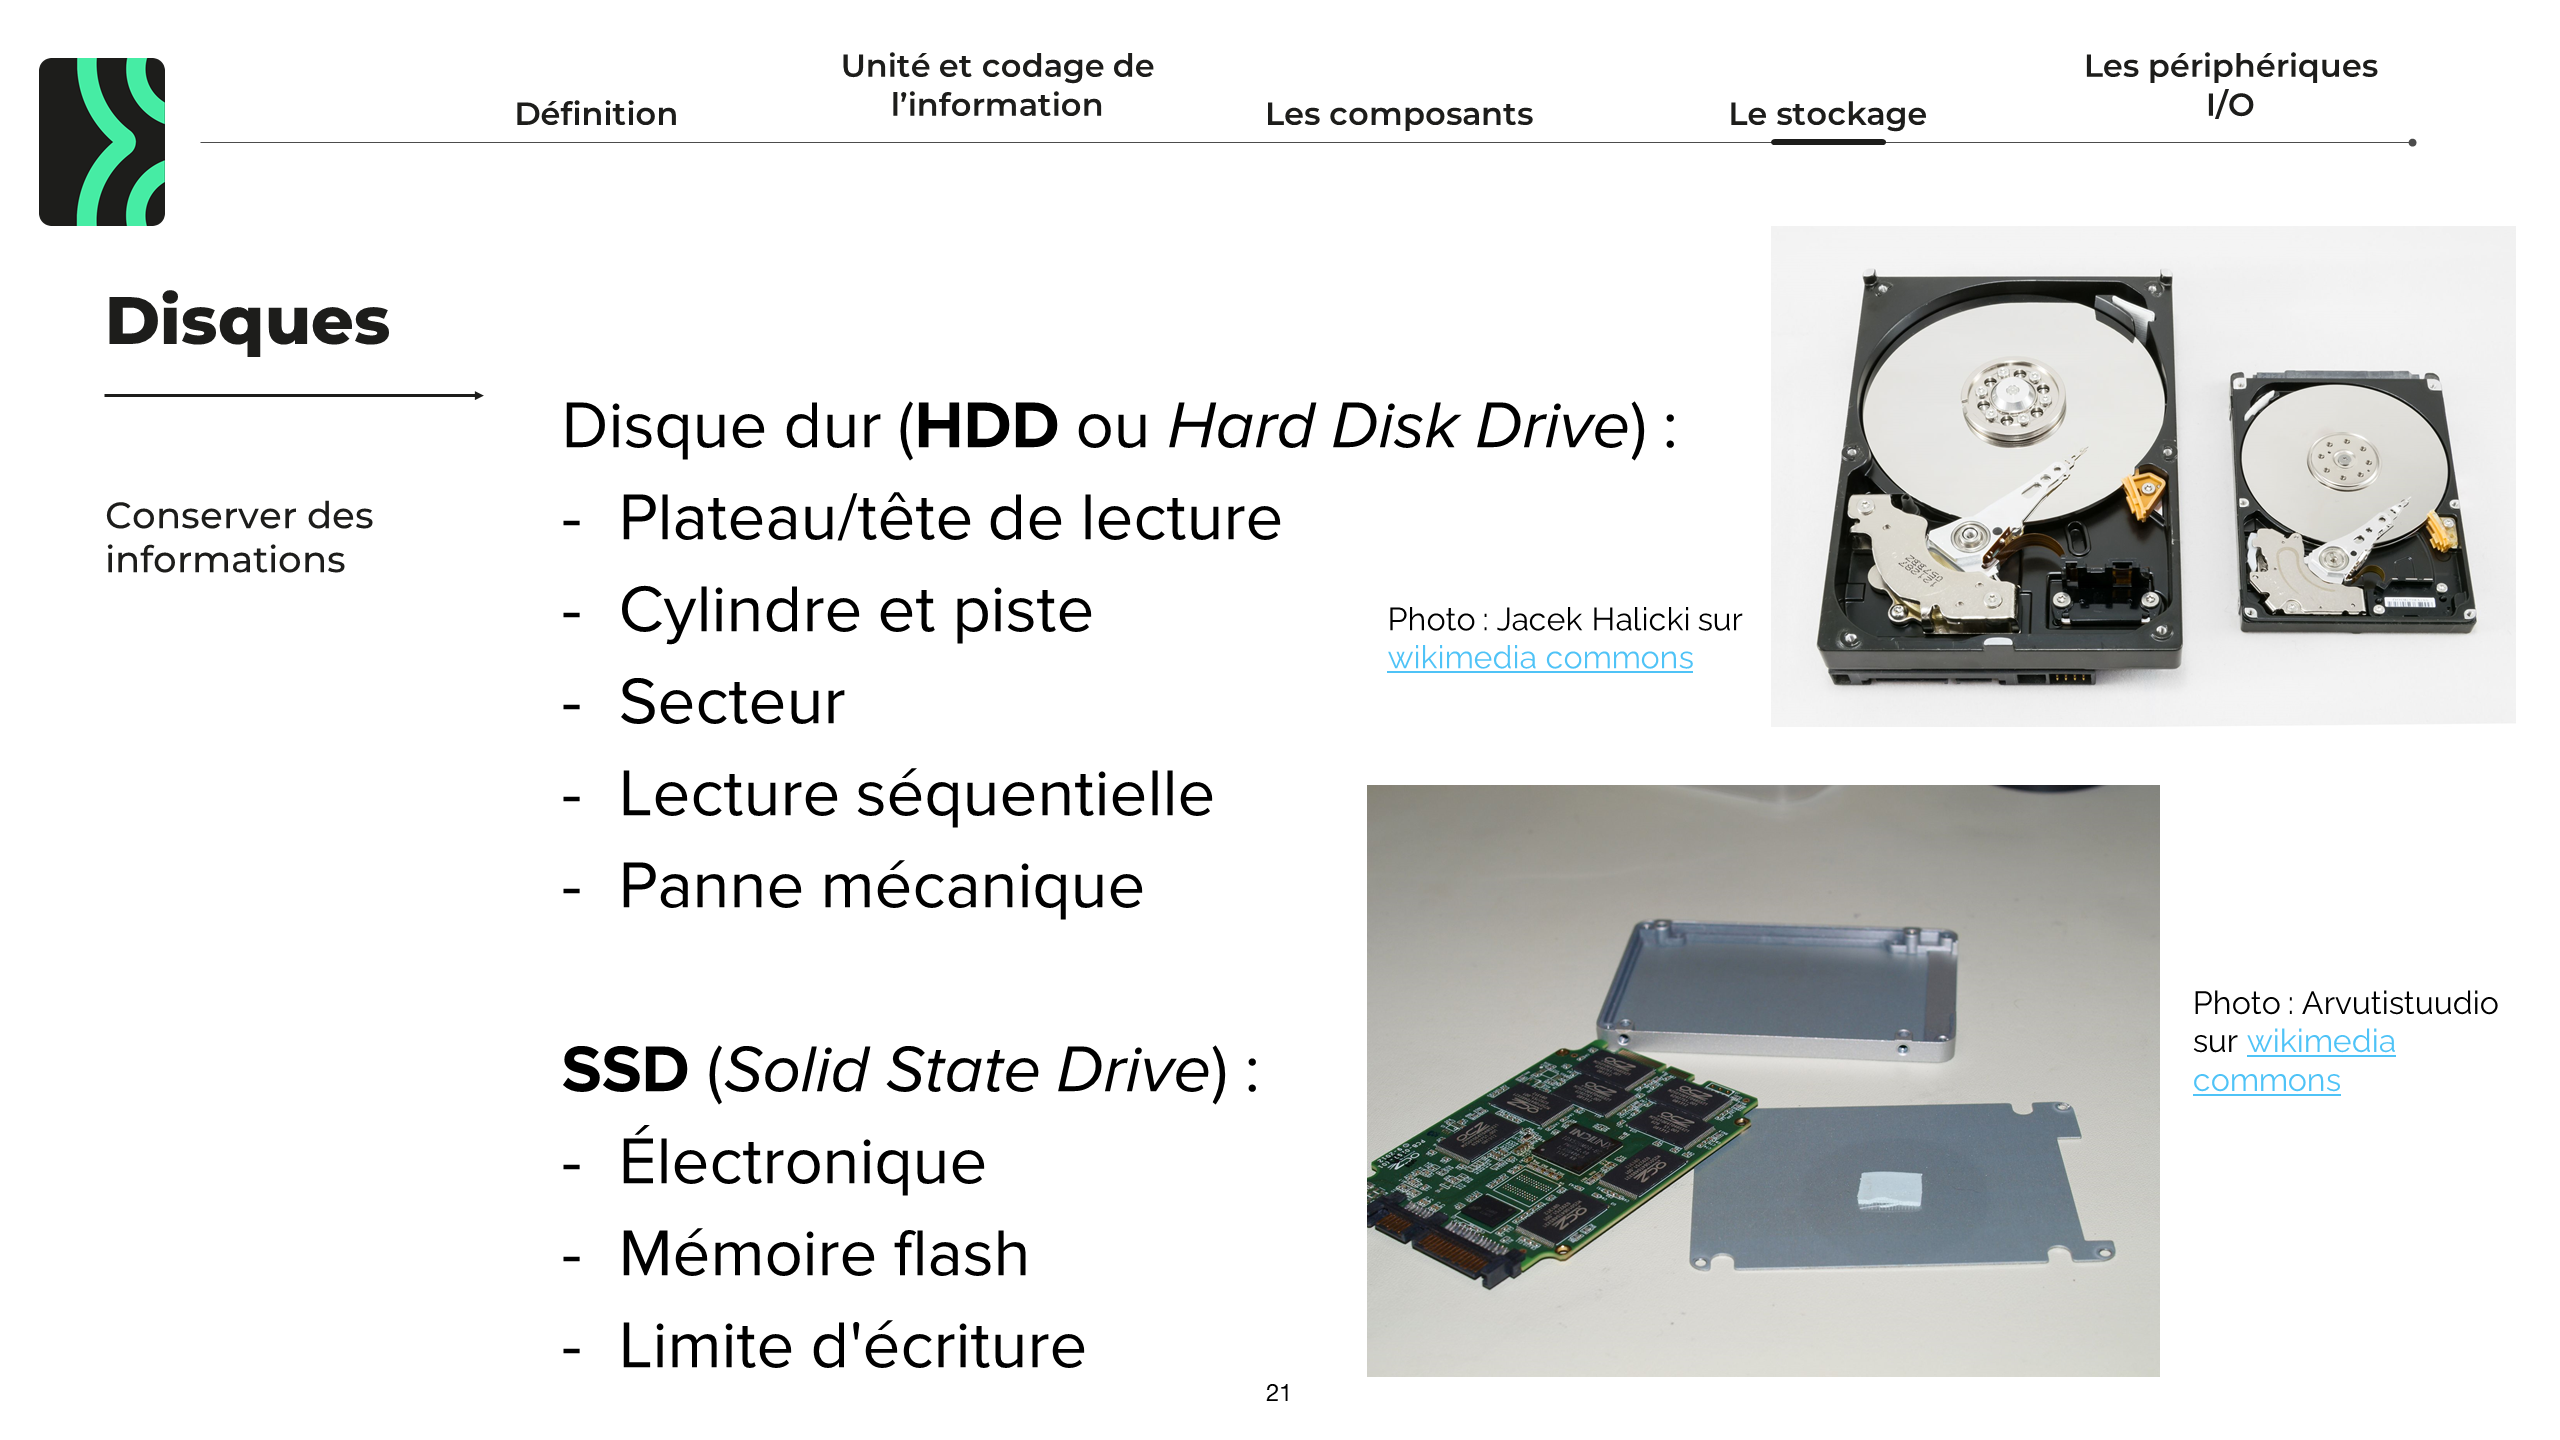 Définition
Unité et codage de
l'information
Les composants
Le stockage
Les périphériques
I/O
Disques
Conserver des
informations
Disque dur (HDD ou Hard Disk Drive) :
- Plateau/tête de lecture
- Cylindre et piste
- Secteur
- Lecture séquentielle
- Panne mécanique
SSD (Solid State Drive) :
- Électronique
- Mémoire flash
- Limite d'écriture
Photo : Jacek Halicki sur
wikimedia commons
Photo : Arvutistuudio
sur wikimedia
commons
21